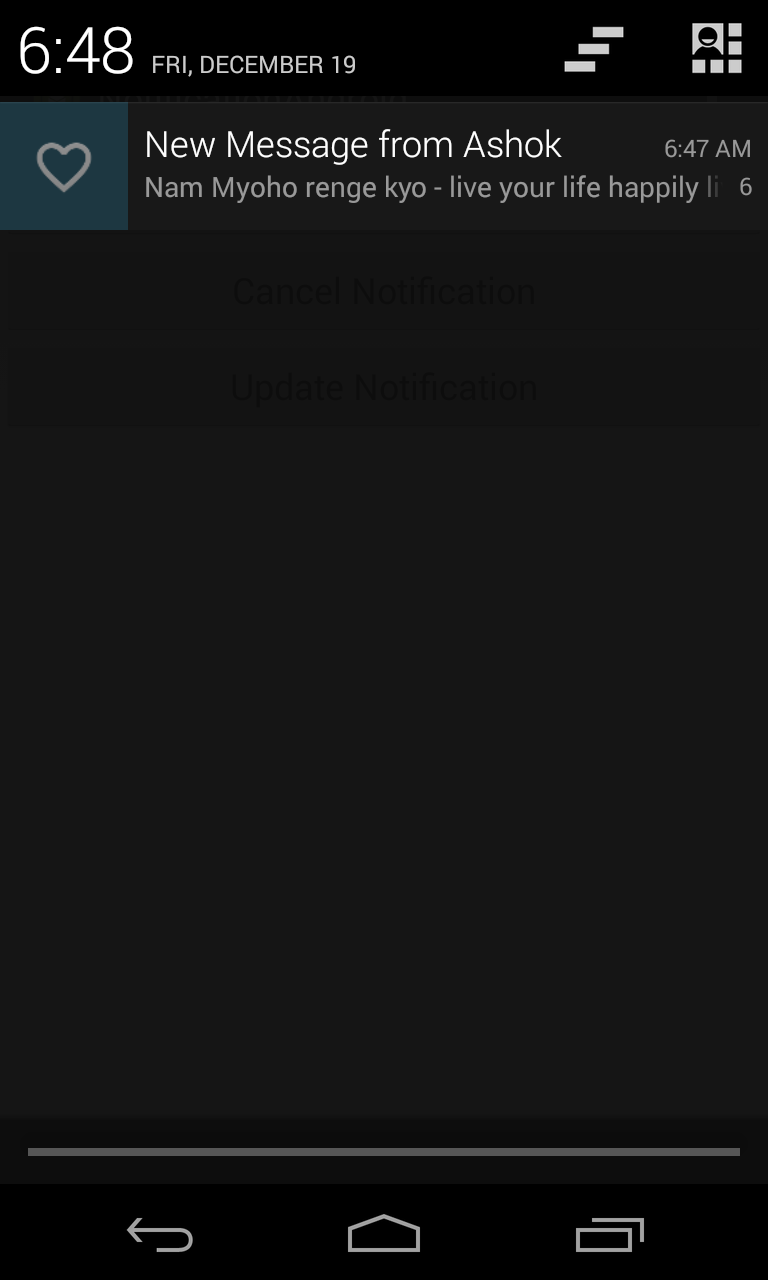 6:48 FRI, DECEMBER 19
New Message from Ashok 6:47 AM
Nam Myoho renge kyo - live your life happily li 6
Cancel Notification
Update Notification